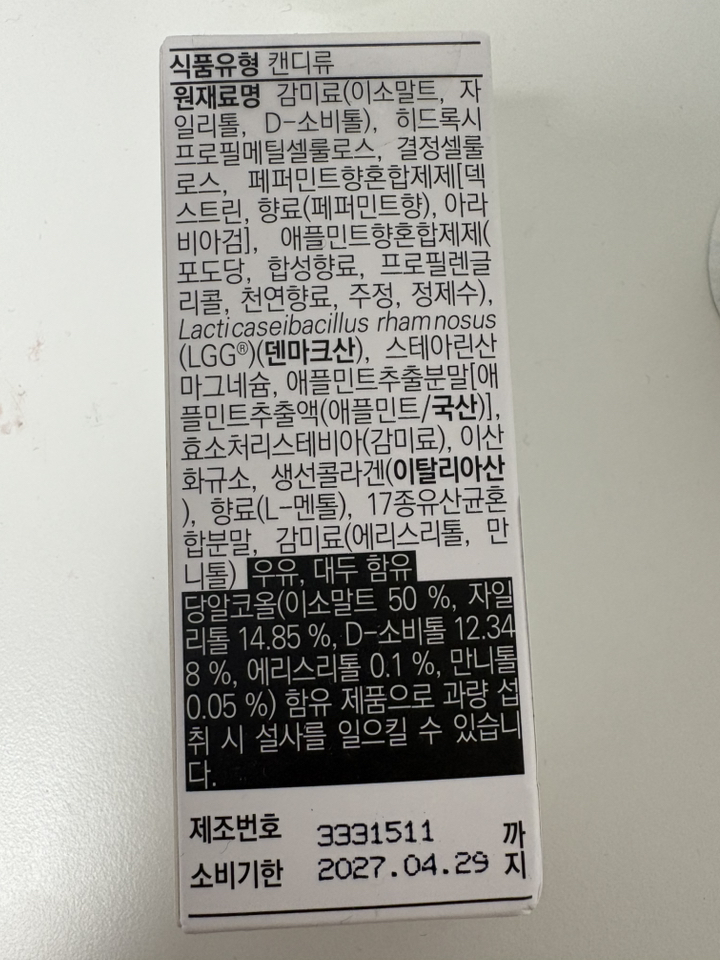 식품유형 캔디류
원재료명 감미료(이소말트, 자
일리톨, D-소비톨), 히드록시
프로필메틸셀룰로스, 결정셀룰
로스, 페퍼민트향혼합제제[덱
스트린, 향료(페퍼민트향), 아라
비아검], 애플민트향혼합제제(
포도당, 합성향료, 프로필렌글
리콜, 천연향료, 주정, 정제수),
Lacticaseibacillus rhamnosus
(LGG®)(덴마크산), 스테아린산
마그네슘, 애플민트추출분말[애
플민트추출액(애플민트/국산)],
효소처리스테비아(감미료), 이산
화규소, 생선콜라겐(이탈리아산
), 향료(L-멘톨), 17종유산균혼
합분말, 감미료(에리스리톨, 만
니톨) 우유, 대두 함유
당알코올(이소말트 50 %, 자일
리톨 14.85 %, D-소비톨 12.34
8 %, 에리스리톨 0.1 %, 만니톨
0.05 %) 함유 제품으로 과량 섭
취 시 설사를 일으킬 수 있습니
다.
제조번호 3331511 까
소비기한 2027.04.29 지